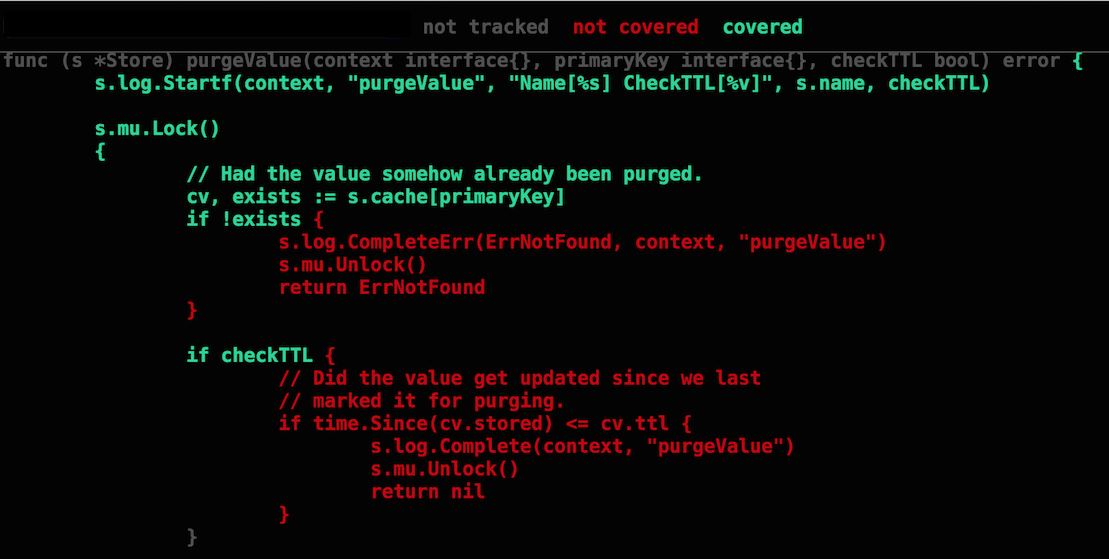 not tracked not covered covered
func (s *Store) purgeValue(context interface{}, primaryKey interface{}, checkTTL bool) error {
        s.log.Startf(context, "purgeValue", "Name[%s] CheckTTL[%v]", s.name, checkTTL)
        s.mu.Lock()
        {
                // Had the value somehow already been purged.
                cv, exists := s.cache[primaryKey]
                if !exists {
                        s.log.CompleteErr(ErrNotFound, context, "purgeValue")
                        s.mu.Unlock()
                        return ErrNotFound
                }
                if checkTTL {
                        // Did the value get updated since we last
                        // marked it for purging.
                        if time.Since(cv.stored) <= cv.ttl {
                                s.log.Complete(context, "purgeValue")
                                s.mu.Unlock()
                                return nil
                        }
                }